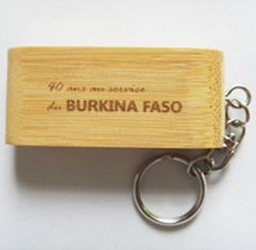 40 ans au service
du BURKINA FASO